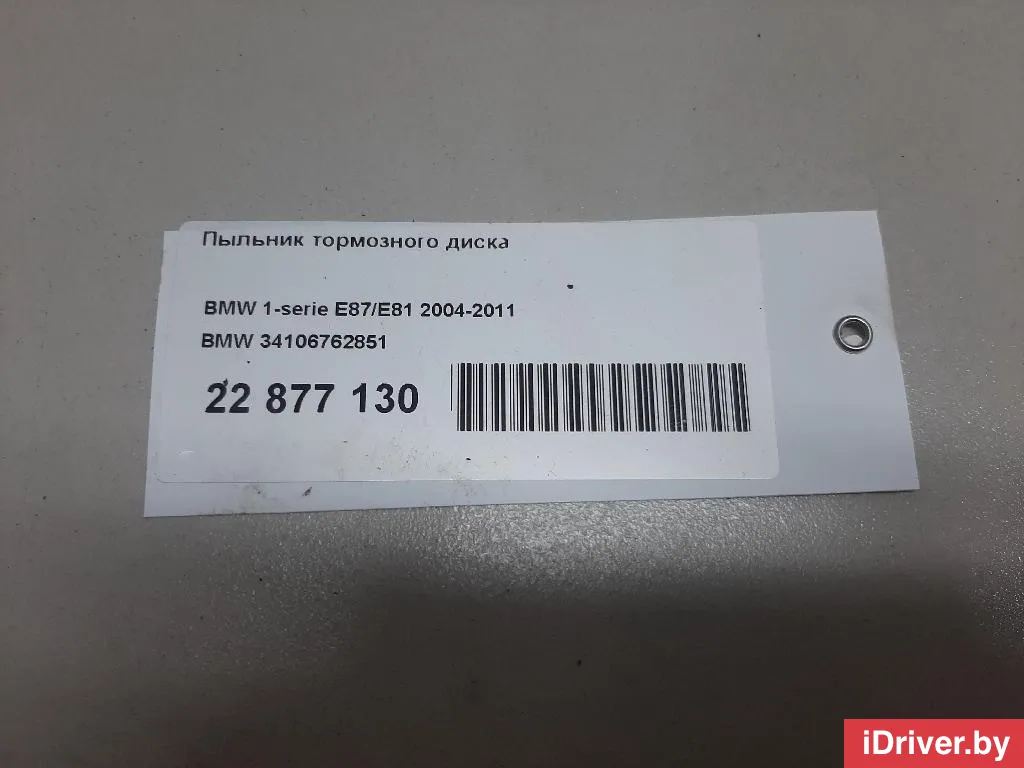 Пыльник тормозного диска
BMW 1-serie E87/E81 2004-2011
BMW 34106762851
22 877 130
iDriver.by